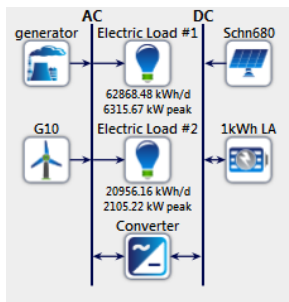 AC DC
generator Electric Load #1 Schn680
62868.48 kWh/d
6315.67 kW peak
G10 Electric Load #2 1kWh LA
20956.16 kWh/d
2105.22 kW peak
Converter